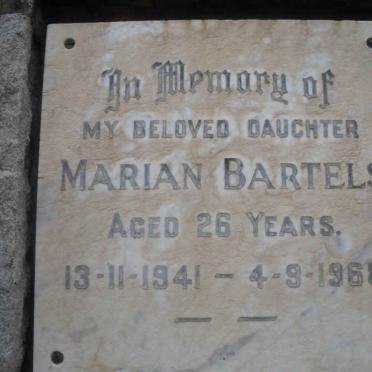 In Memory of
MY BELOVED DAUGHTER
MARIAN BARTELS
AGED 26 YEARS.
13-11-1941 - 4-9-1968